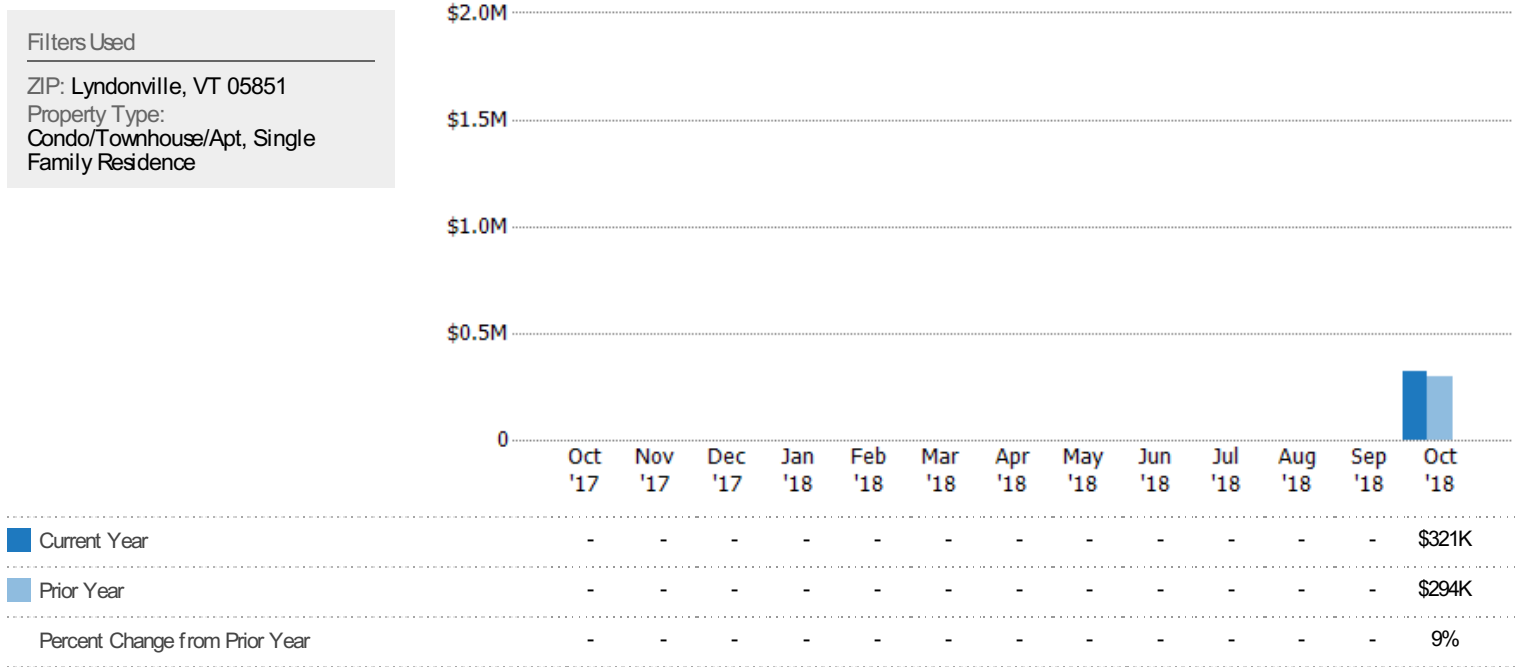 Filters Used
ZIP: Lyndonville, VT 05851
Property Type:
Condo/Townhouse/Apt, Single
Family Residence
$2.0M
$1.5M
$1.0M
$0.5M
0
Oct Nov Dec Jan Feb Mar Apr May Jun Jul Aug Sep Oct
'17 '17 '17 '18 '18 '18 '18 '18 '18 '18 '18 '18 '18
Current Year - - - - - - - - - - - - $321K
Prior Year - - - - - - - - - - - - $294K
Percent Change from Prior Year - - - - - - - - - - - - 9%